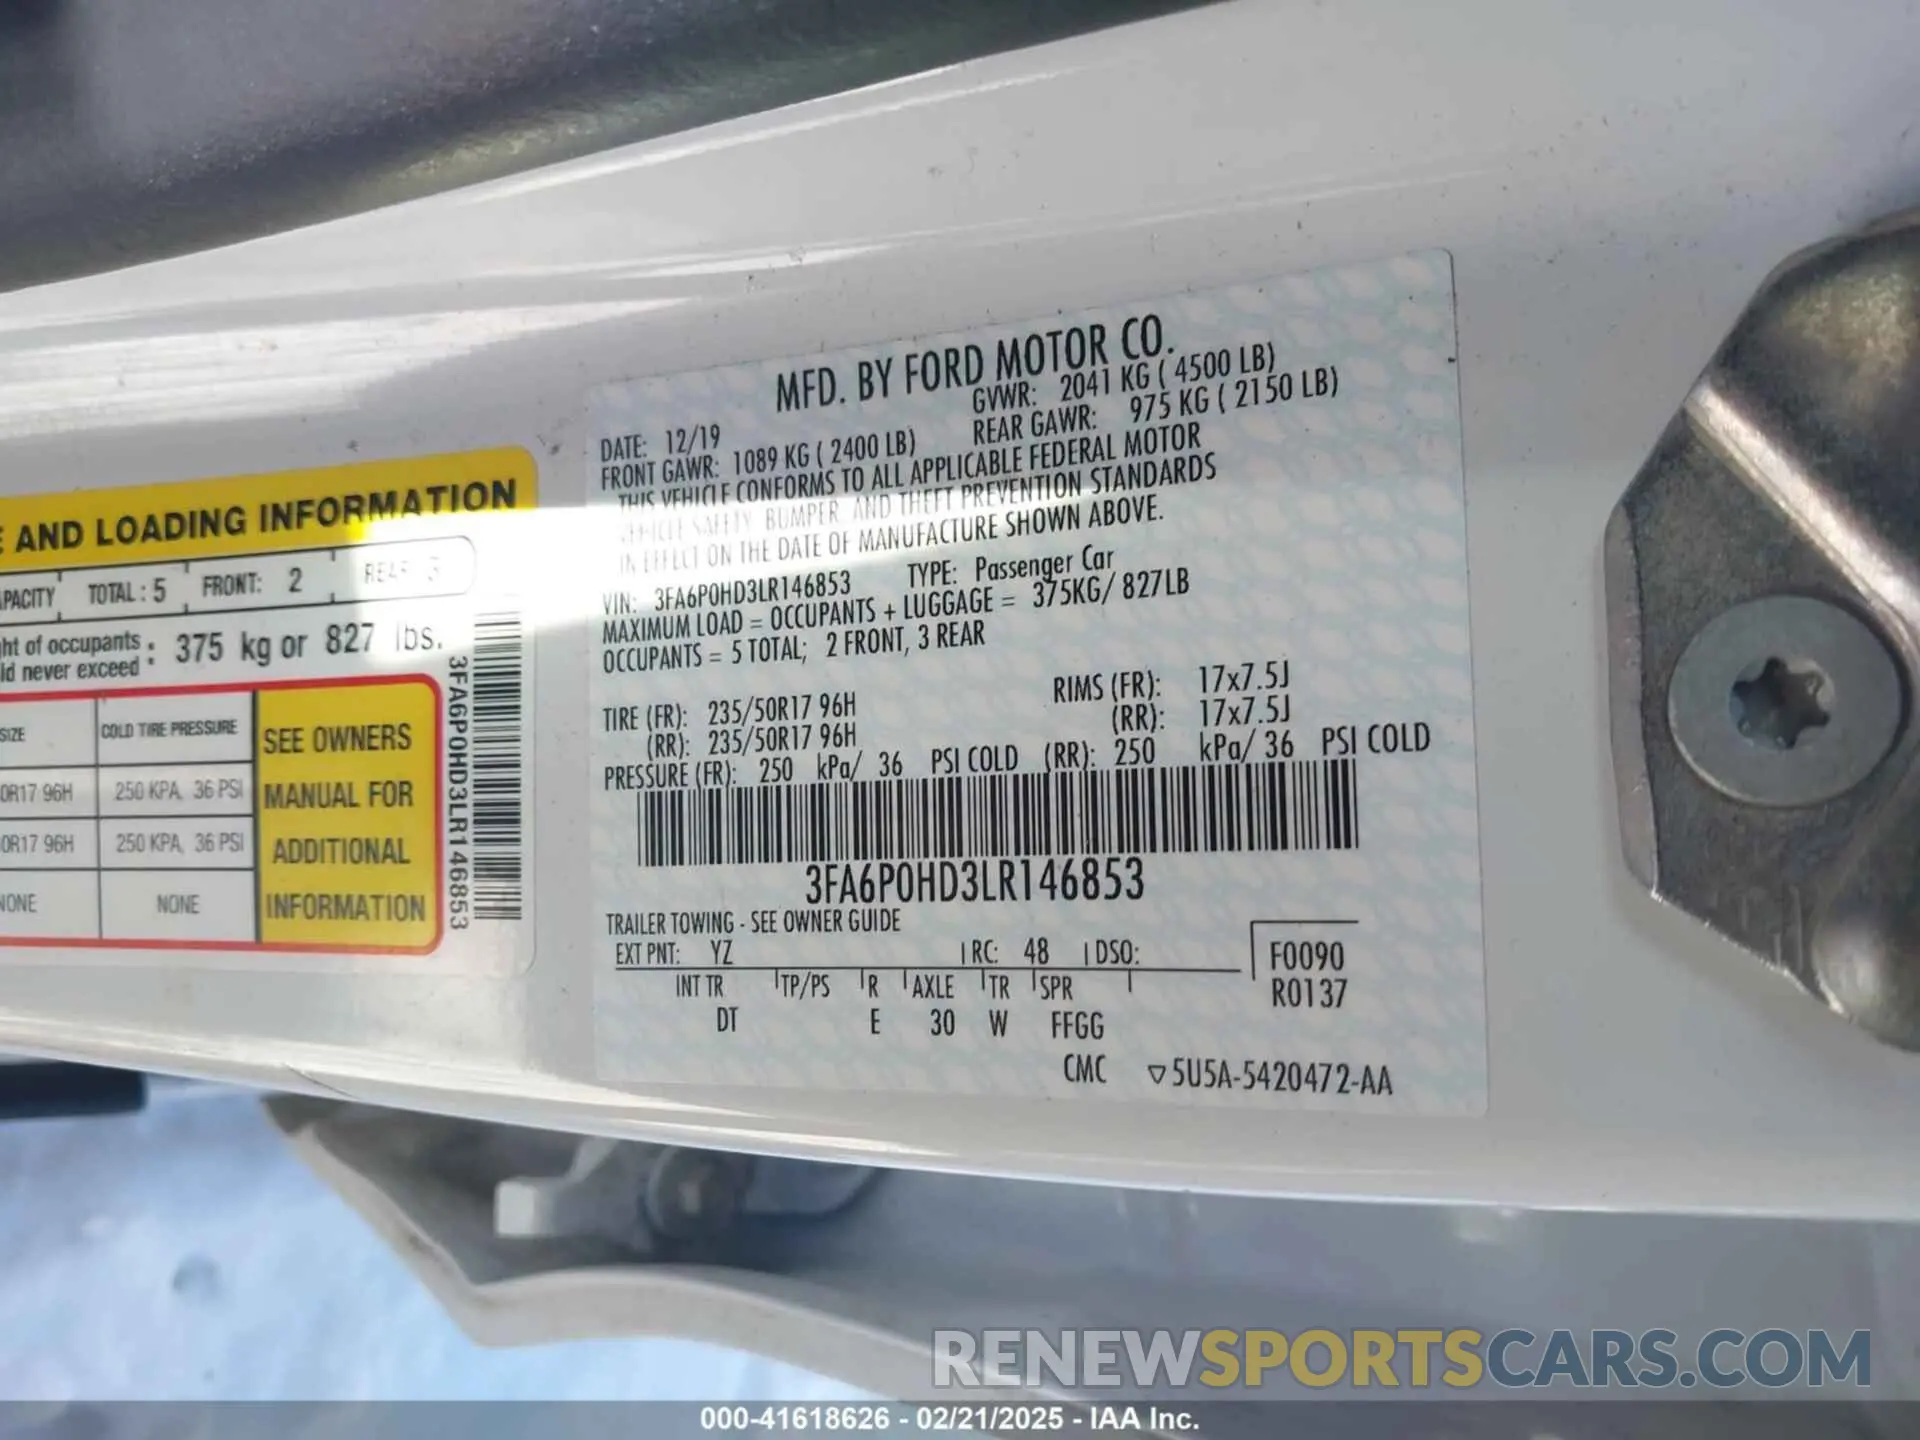 MFD. BY FORD MOTOR CO.
DATE: 12/19 GVWR: 2041 KG ( 4500 LB)
FRONT GAWR: 1089 KG ( 2400 LB) REAR GAWR: 975 KG ( 2150 LB)
THIS VEHICLE CONFORMS TO ALL APPLICABLE FEDERAL MOTOR
VEHICLE SAFETY, BUMPER, AND THEFT PREVENTION STANDARDS
IN EFFECT ON THE DATE OF MANUFACTURE SHOWN ABOVE.
VIN: 3FA6P0HD3LR146853 TYPE: Passenger Car
MAXIMUM LOAD = OCCUPANTS + LUGGAGE = 375KG/ 827LB
OCCUPANTS = 5 TOTAL; 2 FRONT, 3 REAR
TIRE (FR): 235/50R17 96H RIMS (FR): 17x7.5J
(RR): 235/50R17 96H (RR): 17x7.5J
PRESSURE (FR): 250 kPa/ 36 PSI COLD (RR): 250 kPa/ 36 PSI COLD
3FA6P0HD3LR146853
TRAILER TOWING - SEE OWNER GUIDE
EXT PNT: YZ RC: 48 DSO: F0090
INT TR TP/PS R AXLE TR SPR R0137
DT E 30 W FFGG
CMC ▽5U5A-5420472-AA
E AND LOADING INFORMATION
APACITY TOTAL : 5 FRONT: 2 REAR 3
ht of occupants : 375 kg or 827 lbs.
ld never exceed :
SIZE COLD TIRE PRESSURE SEE OWNERS
0R17 96H 250 KPA, 36 PSI MANUAL FOR
0R17 96H 250 KPA, 36 PSI ADDITIONAL
NONE NONE INFORMATION
3FA6P0HD3LR146853
RENEWSPORTSCARS.COM
000-41618626 - 02/21/2025 - IAA Inc.